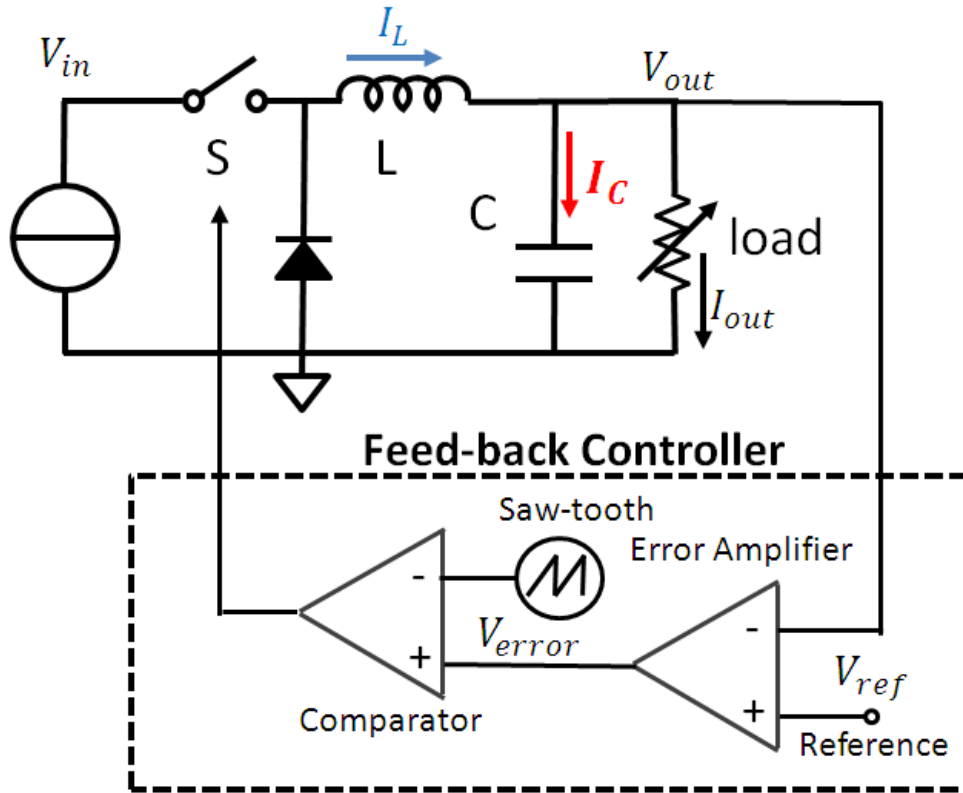 I_L
V_in
V_out
S
L
I_C
C
load
I_out
Feed-back Controller
Saw-tooth
Error Amplifier
-
-
V_error
+
V_ref
+
Comparator
Reference